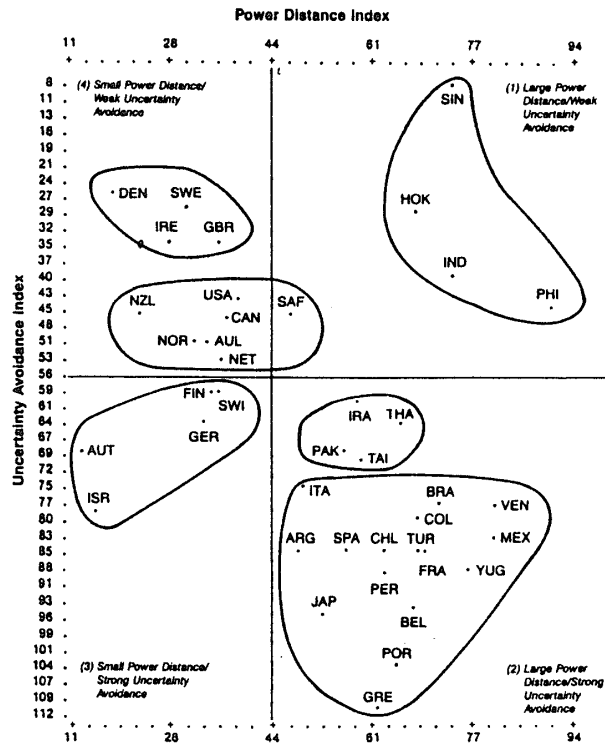 Power Distance Index
11 28 44 61 77 94
(4) Small Power Distance/
Weak Uncertainty
Avoidance
(1) Large Power
Distance/Weak
Uncertainty
Avoidance
Uncertainty Avoidance Index
8
11
13
16
19
21
24
27
29
32
35
37
40
43
45
48
51
53
56
59
61
64
67
69
72
75
77
80
83
85
88
91
93
96
99
101
104
107
109
112
SIN
DEN SWE
HOK
IRE GBR
IND
PHI
NZL USA SAF
CAN
NOR AUL
NET
FIN
SWI
IRA THA
GER
AUT
PAK TAI
ISR
ITA BRA
VEN
COL
ARG SPA CHL TUR MEX
FRA YUG
PER
JAP
BEL
POR
GRE
(3) Small Power Distance/
Strong Uncertainty
Avoidance
(2) Large Power
Distance/Strong
Uncertainty
Avoidance
11 28 44 61 77 94